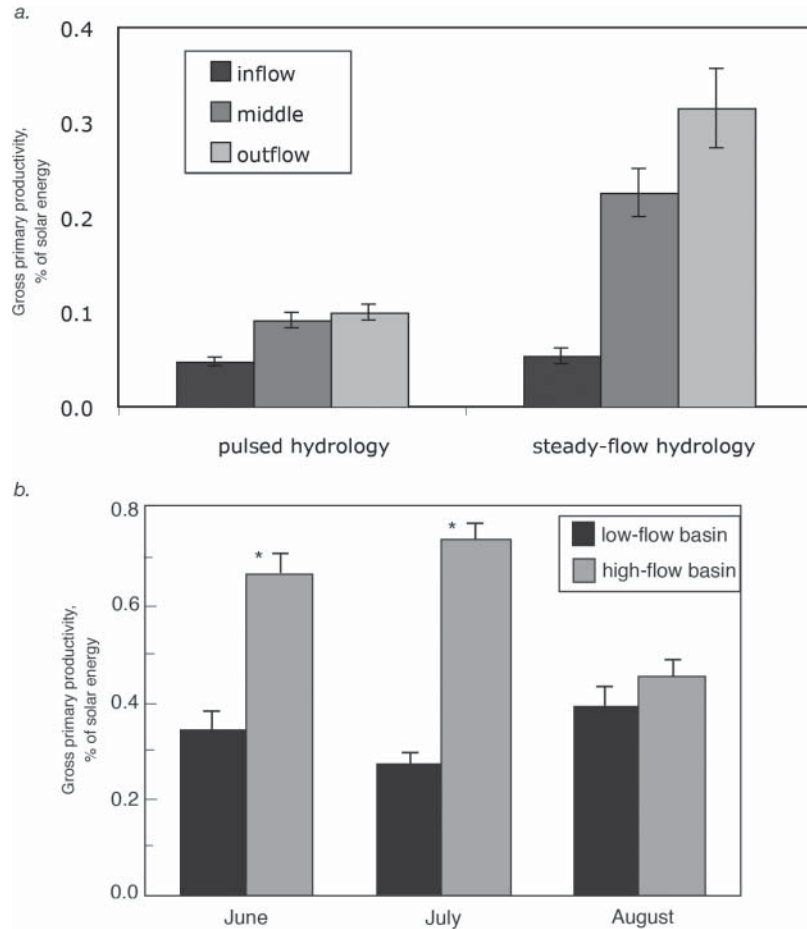 a.
Gross primary productivity,
% of solar energy
0.4
0.3
0.2
0.1
0.0
inflow
middle
outflow
pulsed hydrology steady-flow hydrology
b.
Gross primary productivity,
% of solar energy
0.8
0.6
0.4
0.2
0.0
* *
low-flow basin
high-flow basin
June July August